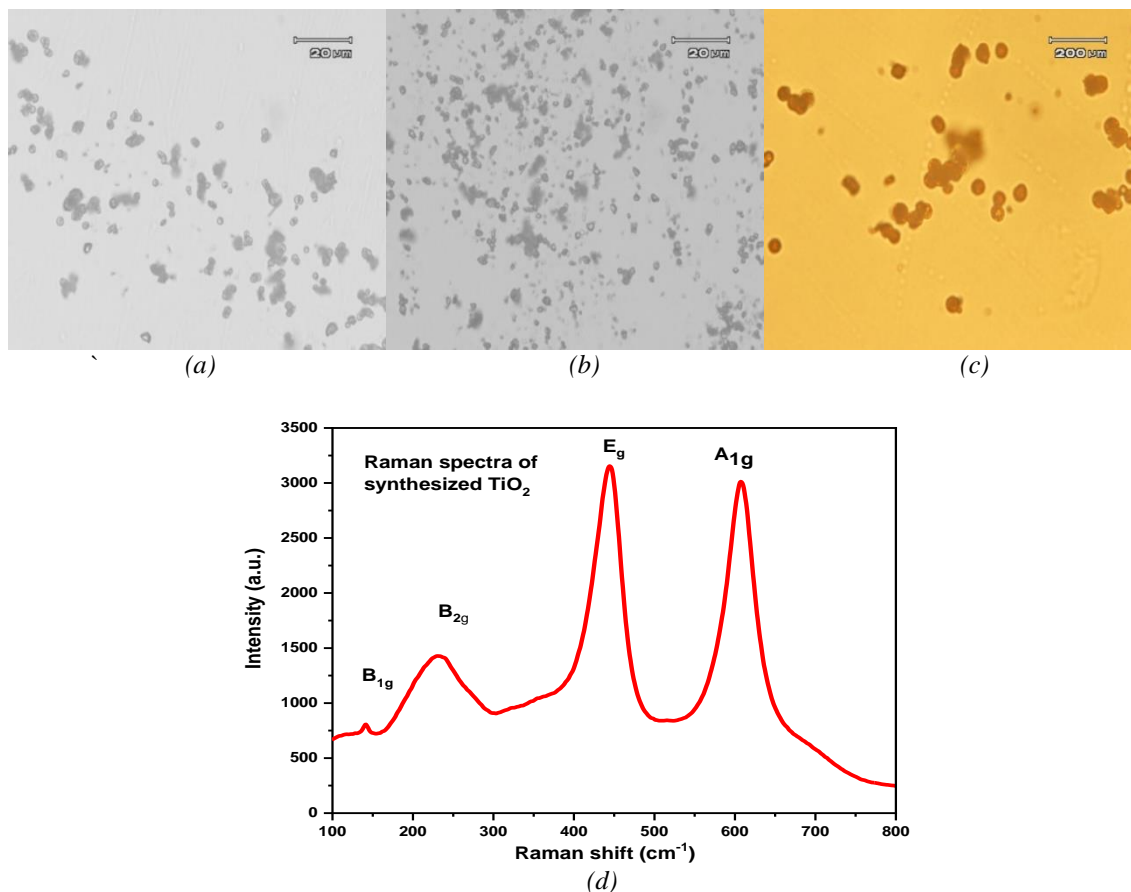 20 μm
20 μm
200 μm
` (a) (b) (c)
3500
3000
2500
2000
1500
1000
500
0
Intensity (a.u.)
Raman spectra of
synthesized TiO₂
B₁g
B₂g
Eg
A₁g
100 200 300 400 500 600 700 800
Raman shift (cm⁻¹)
(d)